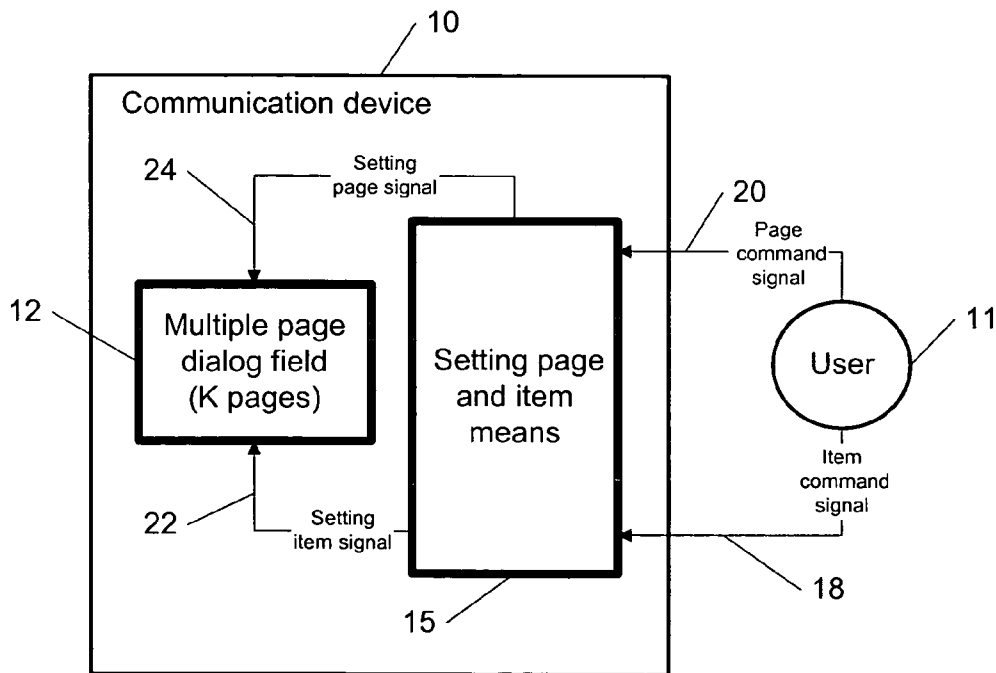 10
Communication device
Setting
page signal
24
20
Page
command
signal
12
Multiple page
dialog field
(K pages)
Setting page
and item
means
User
11
Item
command
signal
22
Setting
item signal
18
15